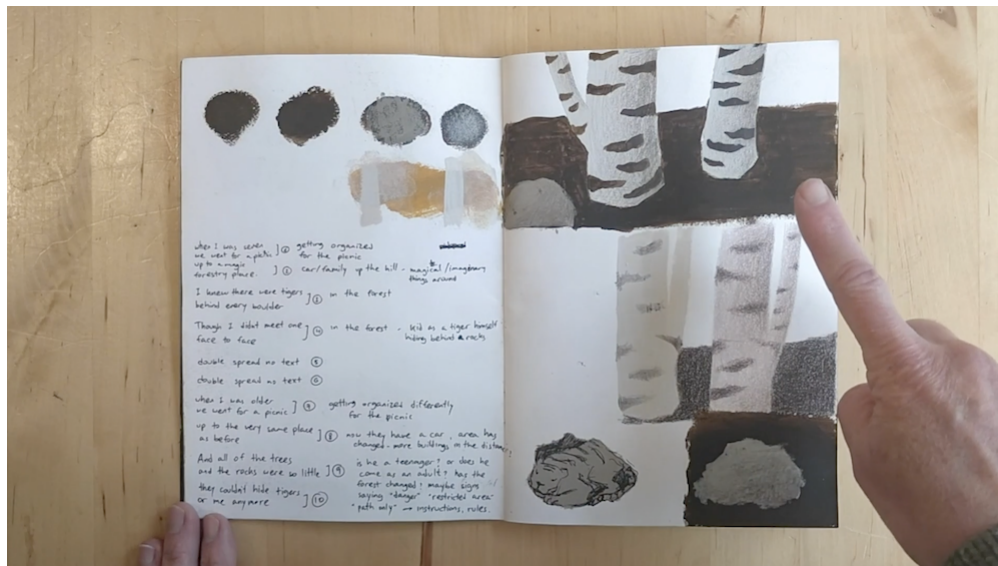 when I was seven
we went for a picnic ] ② getting organized
for the picnic
up to a magic
forestry place. ] car/family up the hill - magical/imaginary
things around
I knew there were tigers
behind every boulder ] ③ in the forest
Though I didnt meet one
face to face ] ④ in the forest - kid as a tiger himself
hiding behind rocks
double spread no text ⑤
double spread no text ⑥
when I was older
we went for a picnic ] getting organized differently
for the picnic
up to the very same place
as before ] ⑧ now they have a car, area has
changed - more buildings in the distance?
And all of the trees
and the rocks were so little ] ⑨ is he a teenager? or does he
come as an adult? has the
forest changed? maybe signs
they couldn't hide tigers
or me anymore ] ⑩ saying "danger" "restricted area"
"path only" → instructions, rules.